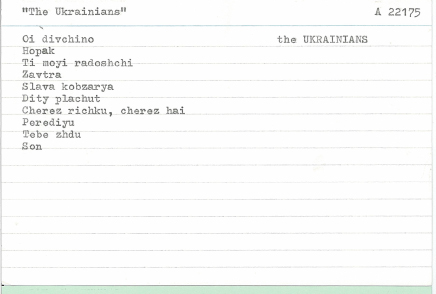 "The Ukrainians" A 22175
Oi divchino the UKRAINIANS
Hopak
Ti moyi radoshchi
Zavtra
Slava kobzarya
Dity plachut
Cherez richku, cherez hai
Perediyu
Tebe zhdu
Son